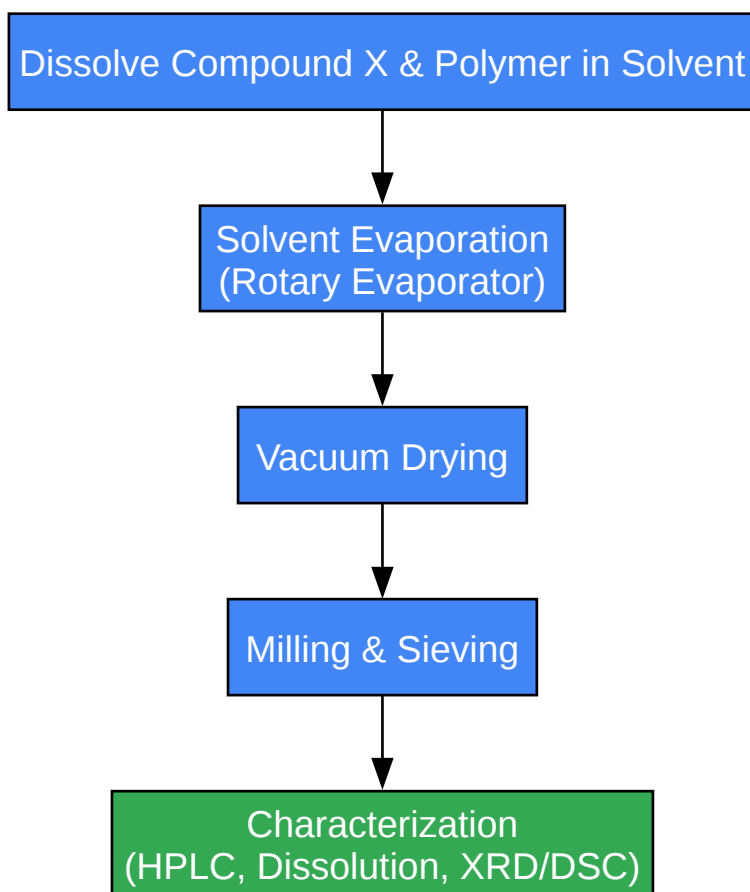 Dissolve Compound X & Polymer in Solvent
Solvent Evaporation
(Rotary Evaporator)
Vacuum Drying
Milling & Sieving
Characterization
(HPLC, Dissolution, XRD/DSC)